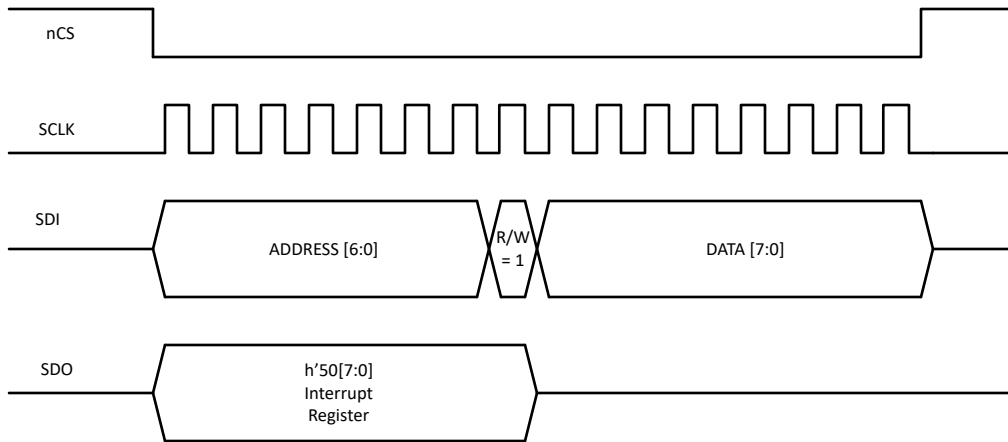 nCS
SCLK
SDI
ADDRESS [6:0]
R/W
= 1
DATA [7:0]
SDO
h’50[7:0]
Interrupt
Register